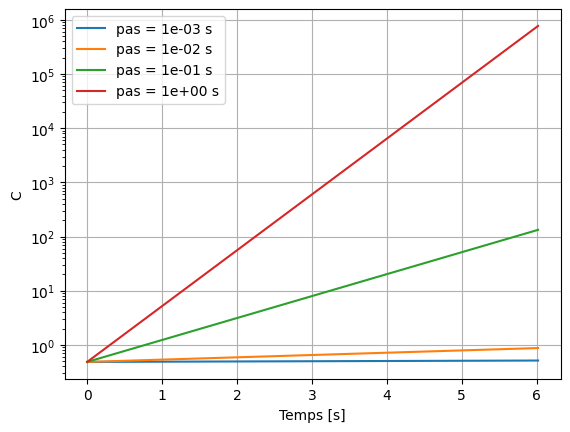 pas = 1e-03 s
pas = 1e-02 s
pas = 1e-01 s
pas = 1e+00 s
10⁶
10⁵
10⁴
10³
10²
10¹
10⁰
C
0 1 2 3 4 5 6
Temps [s]